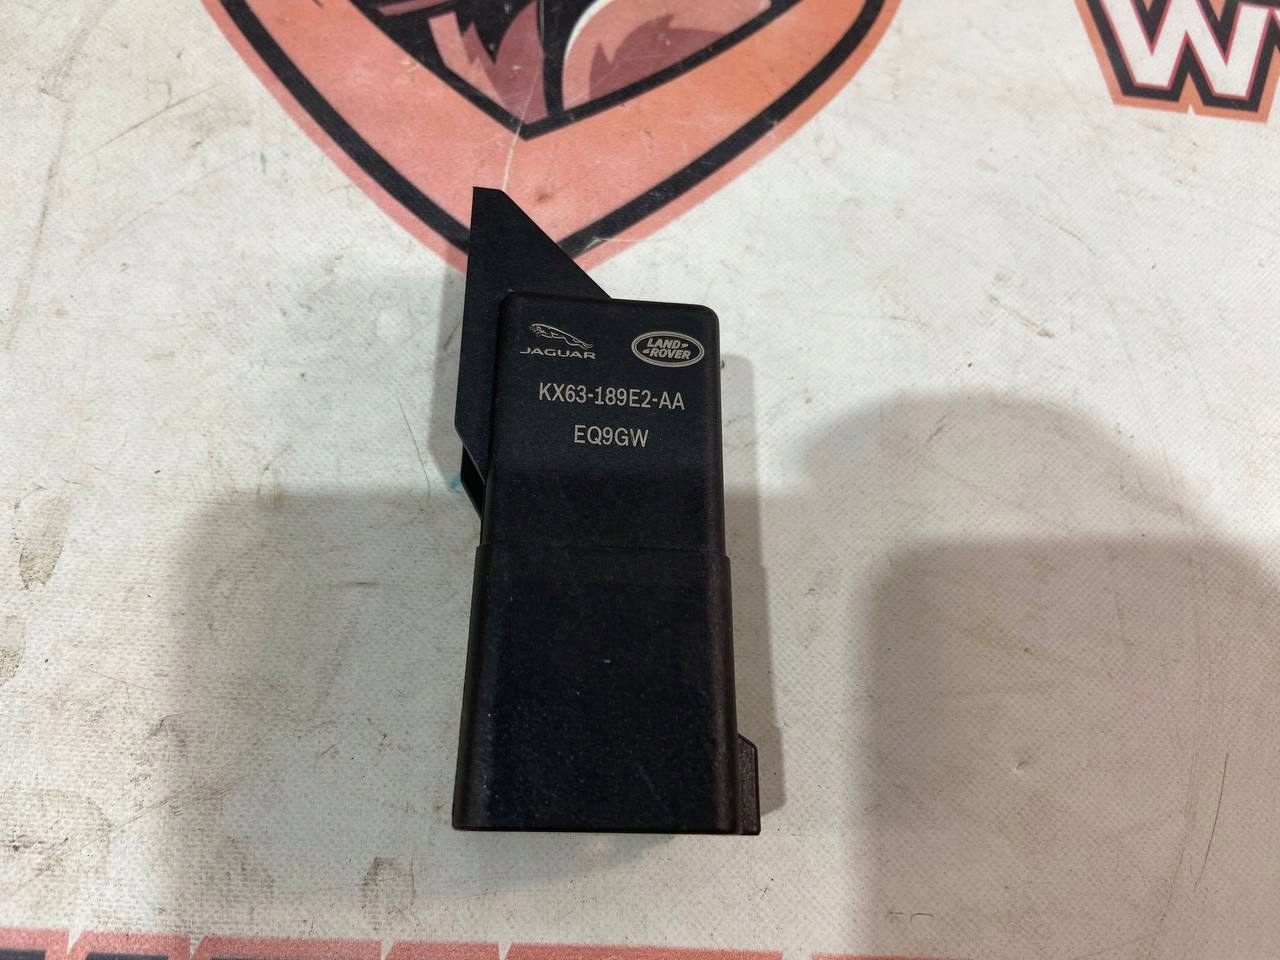 W
JAGUAR
LAND-
-ROVER
KX63-189E2-AA
EQ9GW